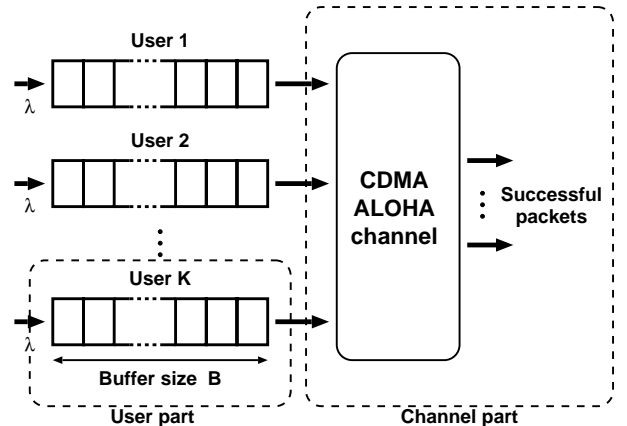 User 1
λ
User 2
λ
User K
λ
Buffer size B
User part
CDMA
ALOHA
channel
Successful
packets
Channel part